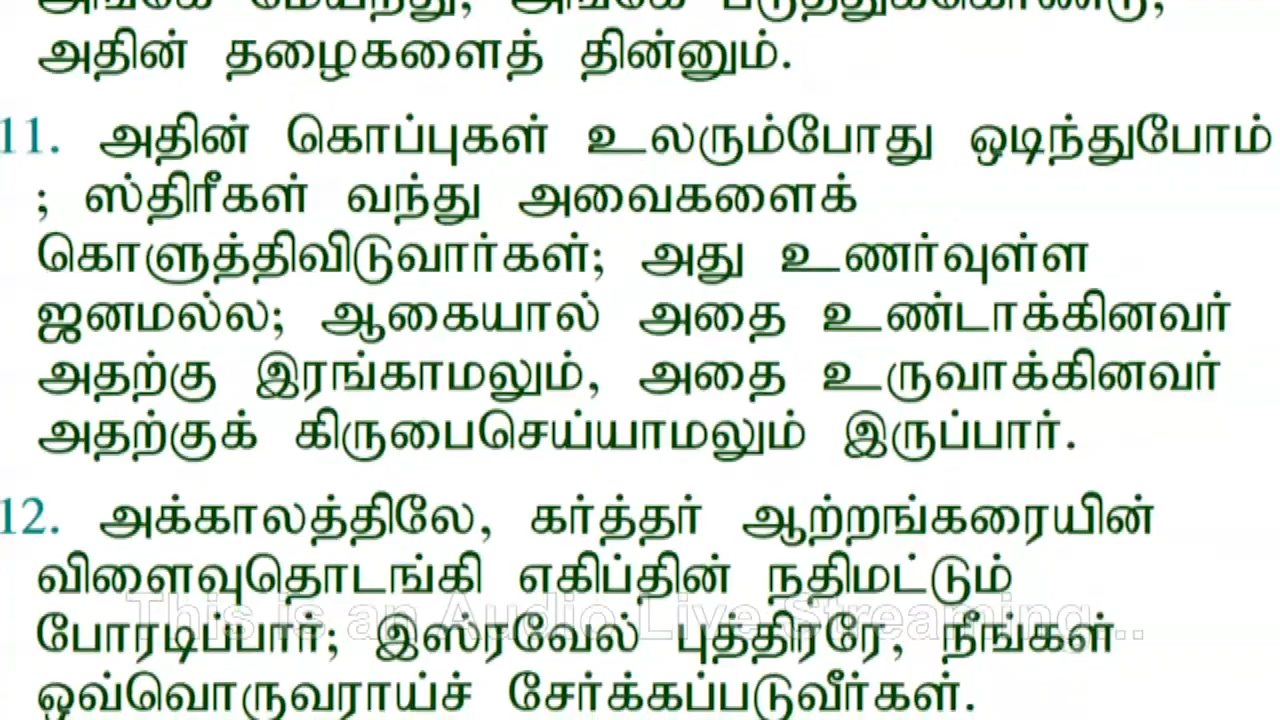 அங்கே மேய்ந்து, அங்கே படுத்துக்கொண்டு,
அதின் தழைகளைத் தின்னும்.
11. அதின் கொப்புகள் உலரும்போது ஒடிந்துபோம்
; ஸ்திரீகள் வந்து அவைகளைக்
கொளுத்திவிடுவார்கள்; அது உணர்வுள்ள
ஜனமல்ல; ஆகையால் அதை உண்டாக்கினவர்
அதற்கு இரங்காமலும், அதை உருவாக்கினவர்
அதற்குக் கிருபைசெய்யாமலும் இருப்பார்.
12. அக்காலத்திலே, கர்த்தர் ஆற்றங்கரையின்
விளைவுதொடங்கி எகிப்தின் நதிமட்டும்
This is an Audio Live Streaming...
போரடிப்பார்; இஸ்ரவேல் புத்திரரே, நீங்கள்
ஒவ்வொருவராய்ச் சேர்க்கப்படுவீர்கள்.